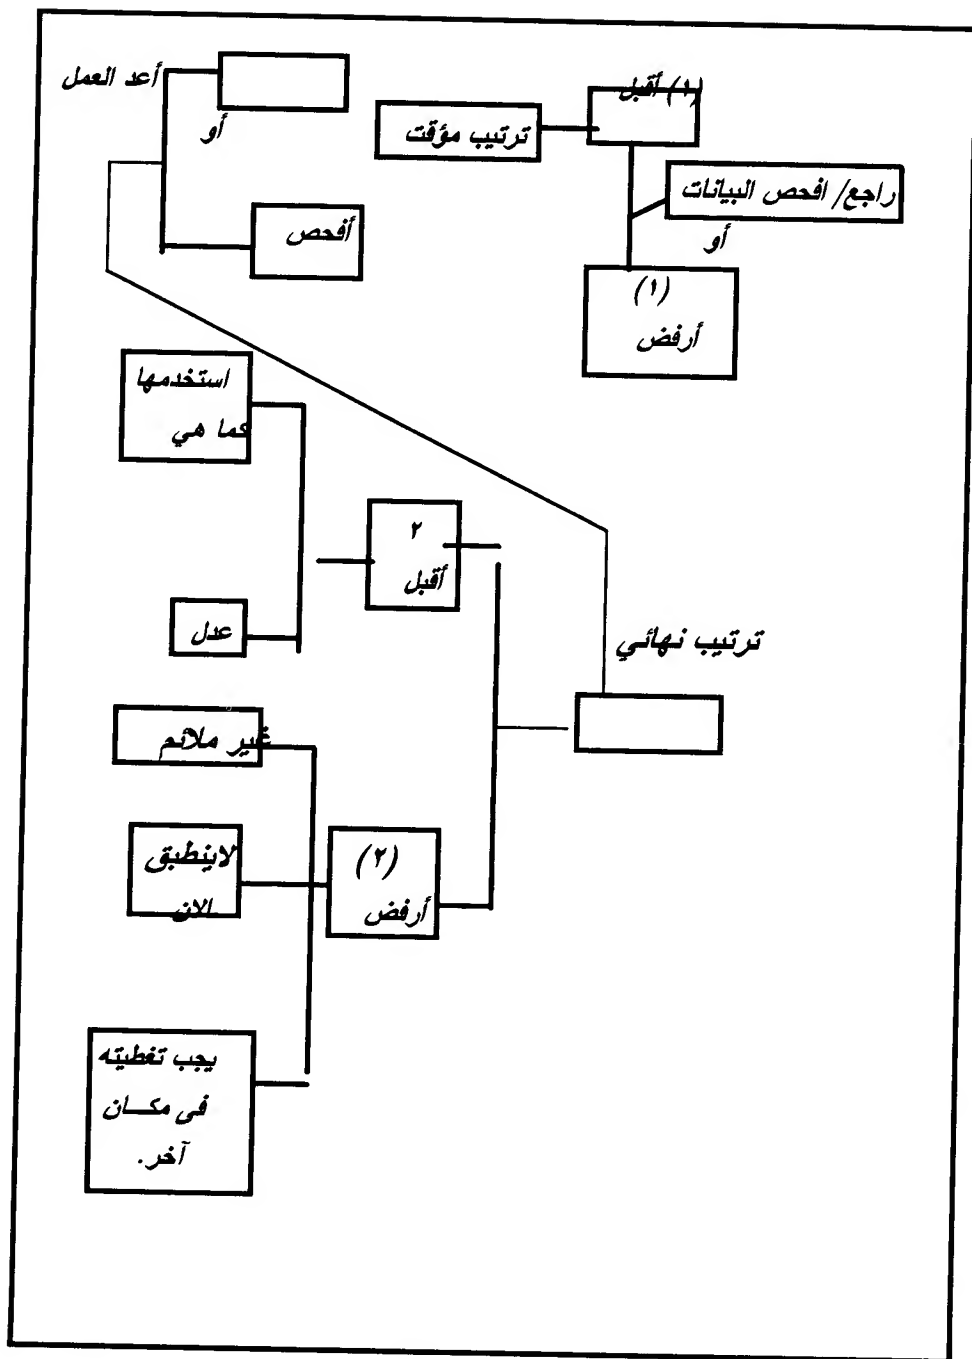 (١) أقبل
ترتيب مؤقت
راجع/ افحص البيانات
أو
(١)
أرفض
أعد العمل
أو
أفحص
استخدمها
كما هي
٢
أقبل
عدل
ترتيب نهائي
غير ملائم
(٢)
أرفض
لاينطبق
الان
يجب تغطيته
فى مكان
آخر.